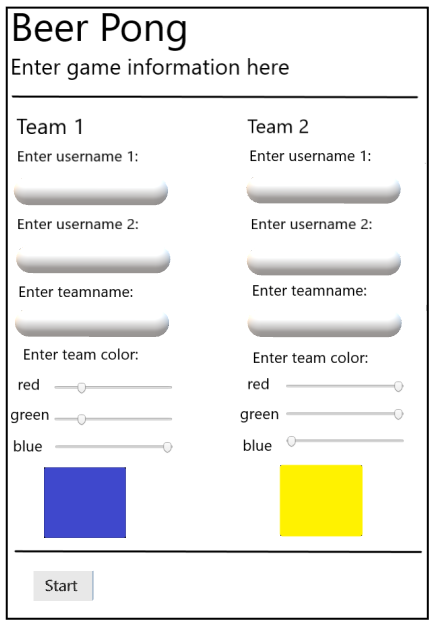 Beer Pong
Enter game information here
Team 1
Enter username 1:
Enter username 2:
Enter teamname:
Enter team color:
red
green
blue
Team 2
Enter username 1:
Enter username 2:
Enter teamname:
Enter team color:
red
green
blue
Start